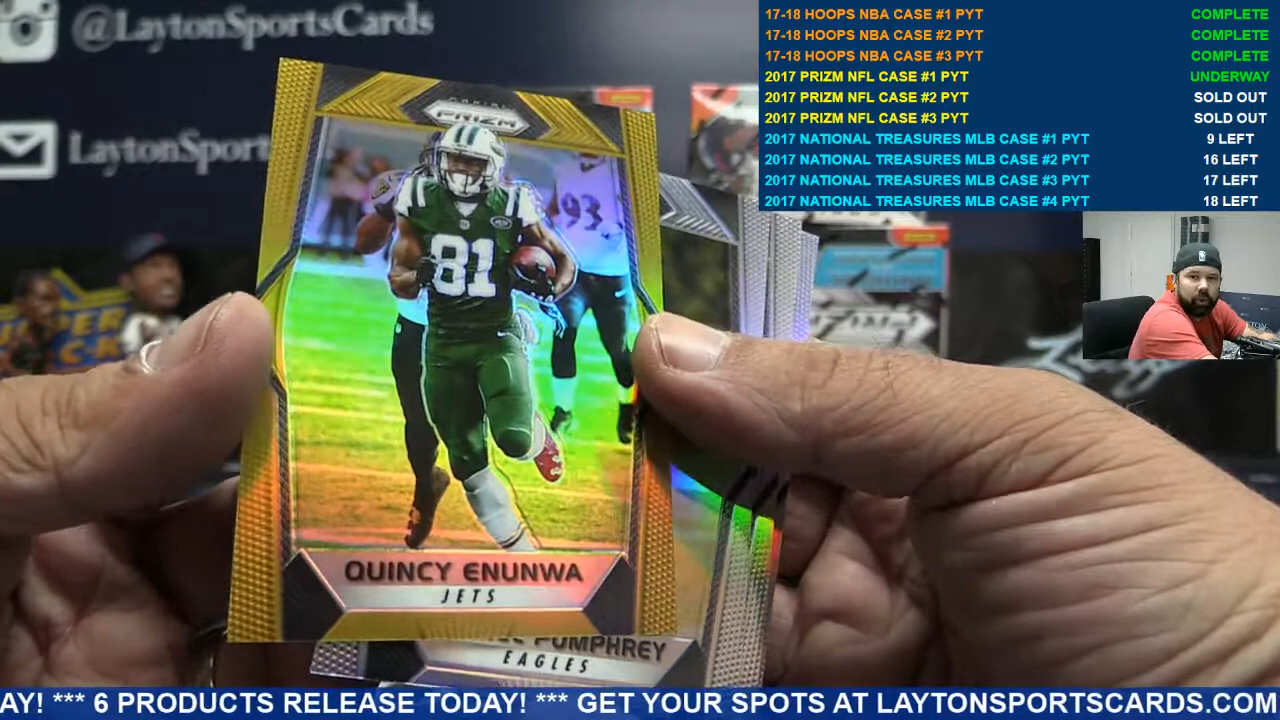 @LaytonSportsCards
LaytonSports
17-18 HOOPS NBA CASE #1 PYT COMPLETE
17-18 HOOPS NBA CASE #2 PYT COMPLETE
17-18 HOOPS NBA CASE #3 PYT COMPLETE
2017 PRIZM NFL CASE #1 PYT UNDERWAY
2017 PRIZM NFL CASE #2 PYT SOLD OUT
2017 PRIZM NFL CASE #3 PYT SOLD OUT
2017 NATIONAL TREASURES MLB CASE #1 PYT 9 LEFT
2017 NATIONAL TREASURES MLB CASE #2 PYT 16 LEFT
2017 NATIONAL TREASURES MLB CASE #3 PYT 17 LEFT
2017 NATIONAL TREASURES MLB CASE #4 PYT 18 LEFT
PANINI
PRIZM
93
81
QUINCY ENUNWA
JETS
PUMPHREY
EAGLES
AY! *** 6 PRODUCTS RELEASE TODAY! *** GET YOUR SPOTS AT LAYTONSPORTSCARDS.COM